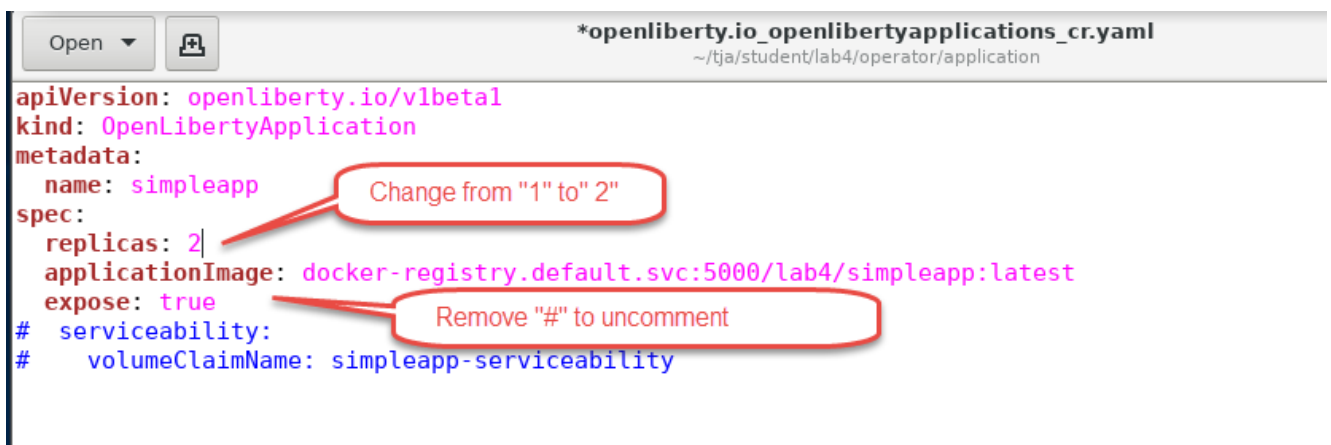 Open
*openliberty.io_openlibertyapplications_cr.yaml
~/tja/student/lab4/operator/application
apiVersion: openliberty.io/v1beta1
kind: OpenLibertyApplication
metadata:
  name: simpleapp
Change from "1" to" 2"
spec:
  replicas: 2
  applicationImage: docker-registry.default.svc:5000/lab4/simpleapp:latest
  expose: true
Remove "#" to uncomment
#  serviceability:
#    volumeClaimName: simpleapp-serviceability